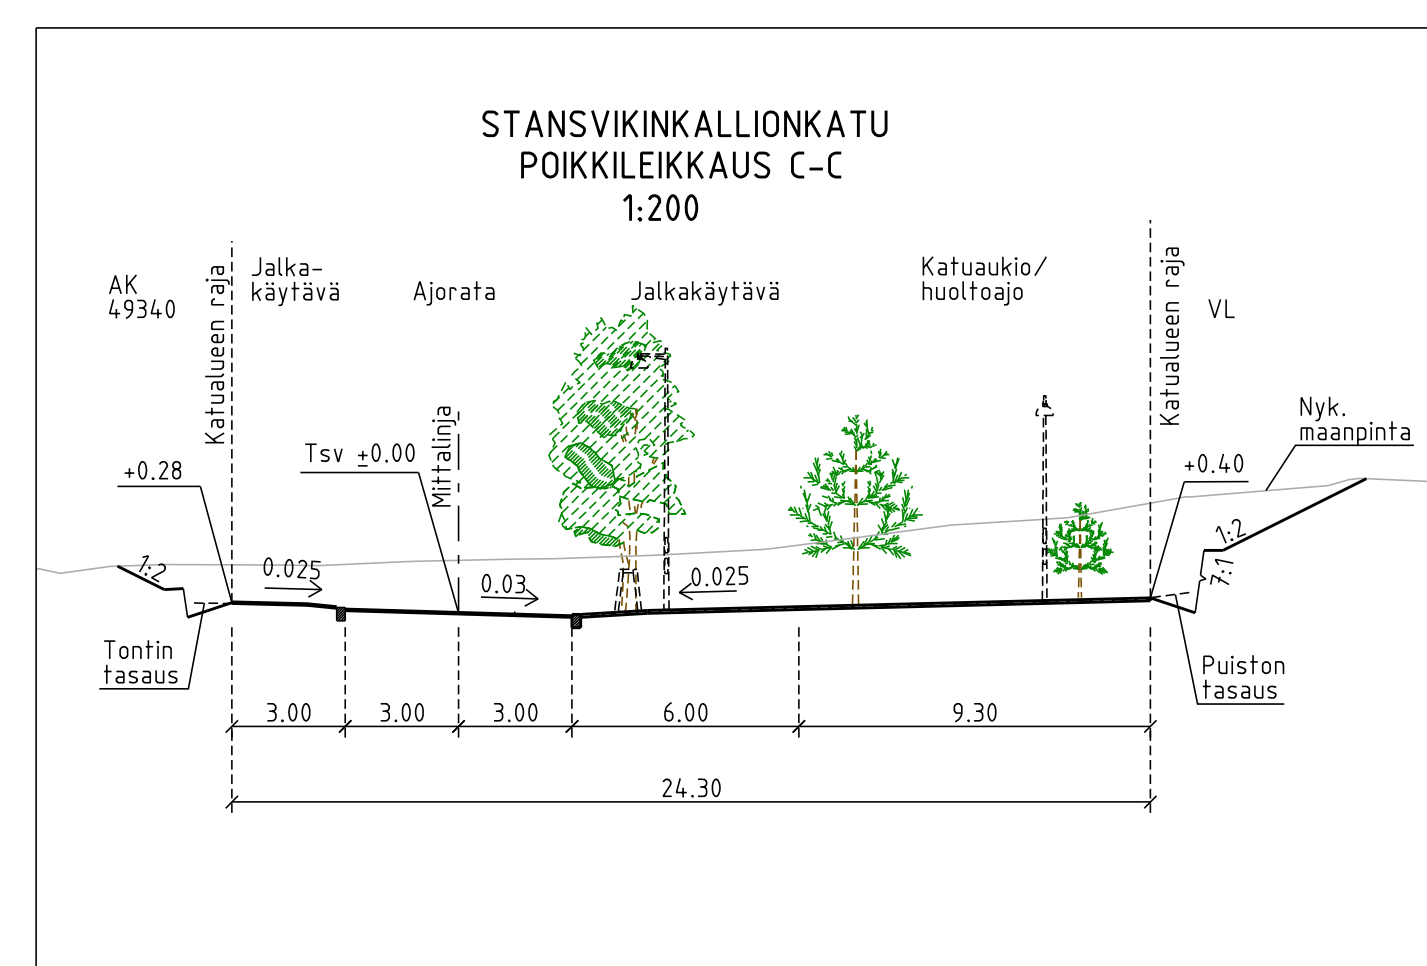 STANSVIKINKALLIONKATU
POIKKILEIKKAUS C-C
1:200
AK
49340
Katualueen raja
Jalka-
käytävä
Ajorata
Jalkakäytävä
Katuaukio/
huoltoajo
Katualueen raja
VL
Nyk.
maanpinta
Mittalinja
Tsv ±0.00
+0.28
+0.40
1:2
0.025
0.03
0.025
1:2
7:1
Tontin
tasaus
Puiston
tasaus
3.00
3.00
3.00
6.00
9.30
24.30